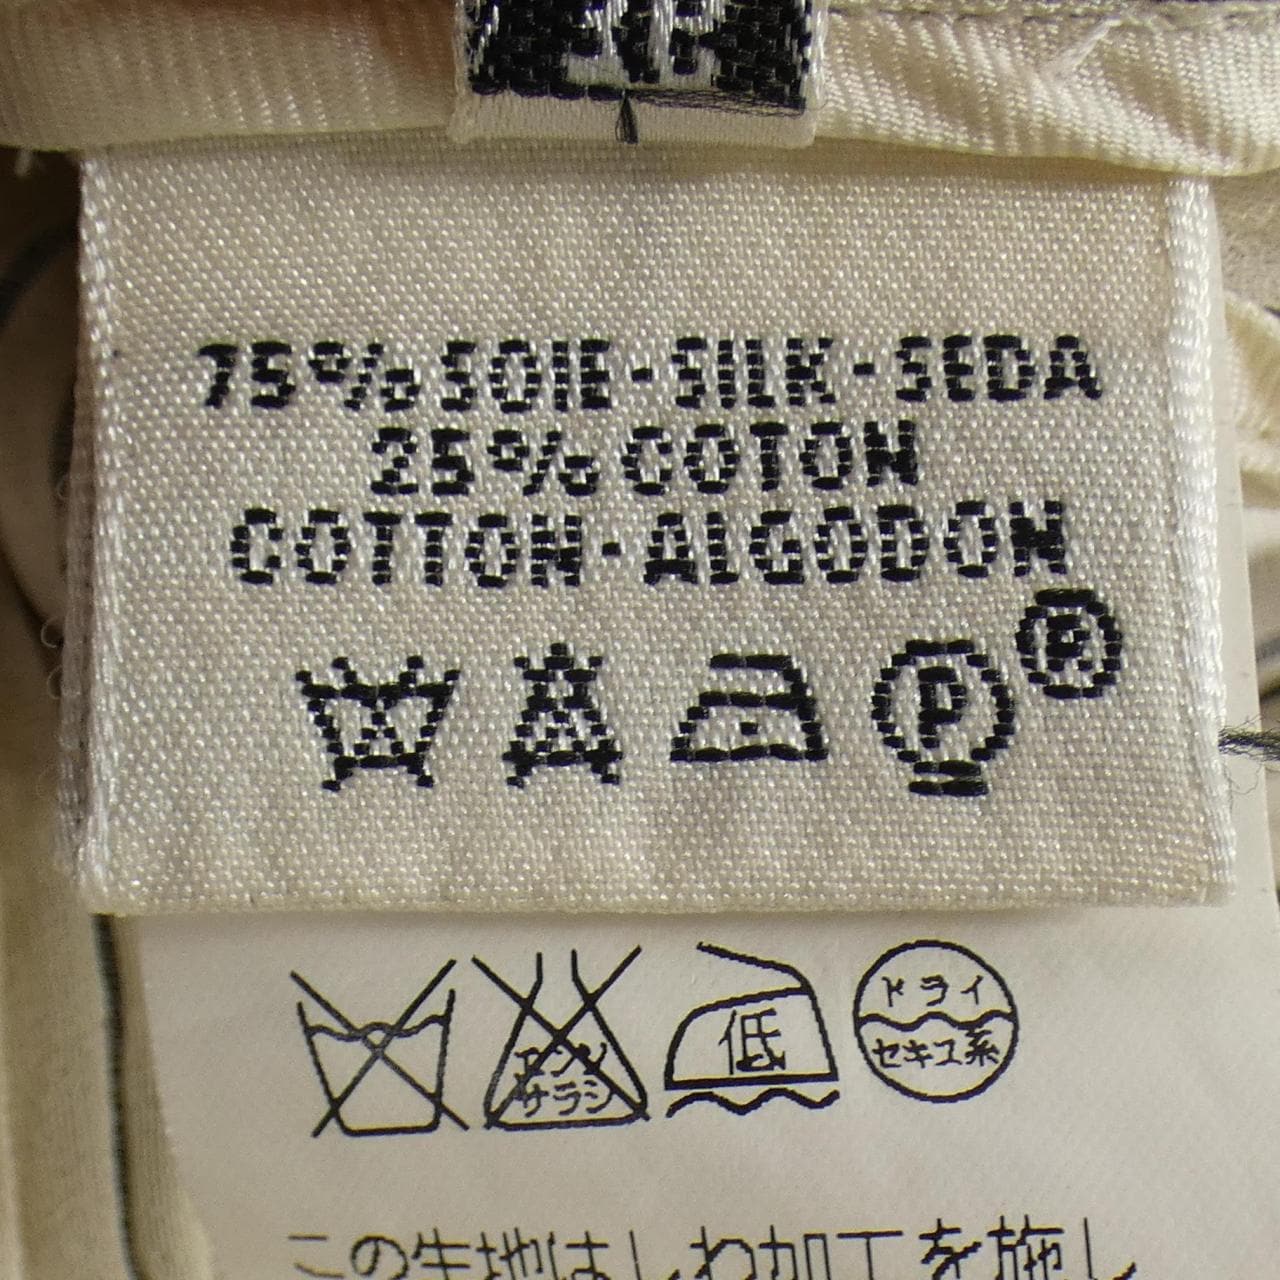 75% SOIE·SILK·SEDA
25% COTON
COTTON·ALGODON
P ®
エンソ
サラシ
低
ドライ
セキユ系
この生地はしわ加工を施し